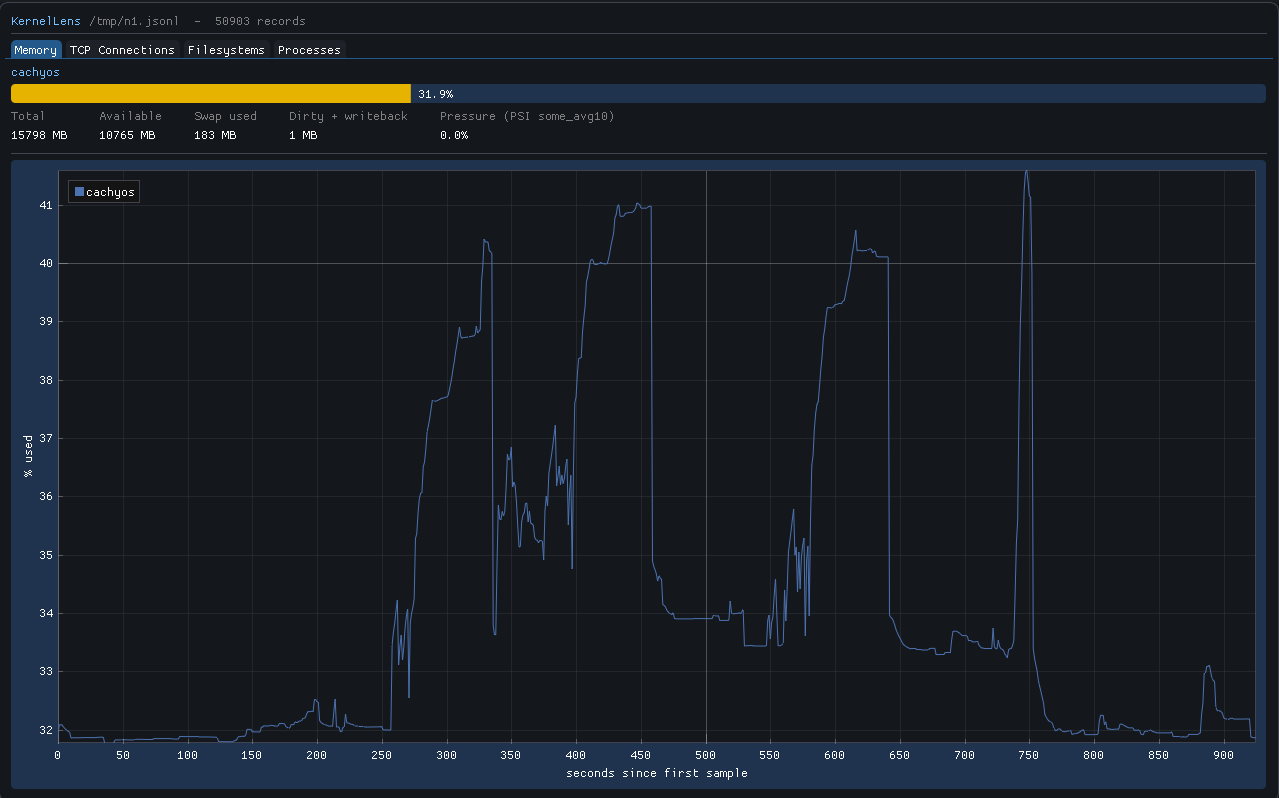 KernelLens /tmp/n1.jsonl - 50903 records
Memory TCP Connections Filesystems Processes
cachyos
31.9%
Total Available Swap used Dirty + writeback Pressure (PSI some_avg10)
15798 MB 10765 MB 183 MB 1 MB 0.0%
cachyos
41
40
39
38
37
% used
36
35
34
33
32
0 50 100 150 200 250 300 350 400 450 500 550 600 650 700 750 800 850 900
seconds since first sample